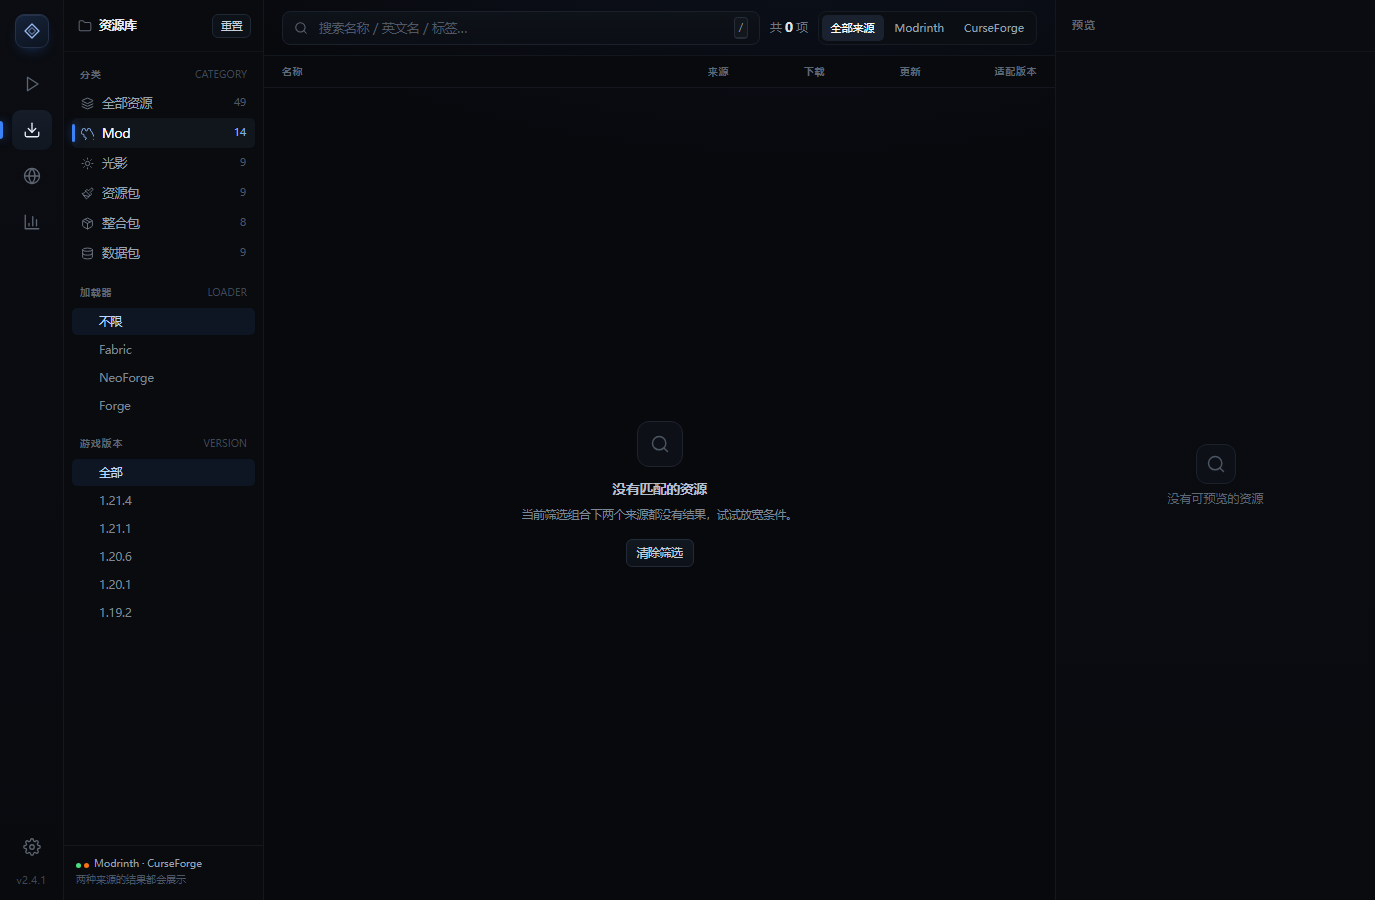 资源库
重置
分类 CATEGORY
全部资源 49
Mod 14
光影 9
资源包 9
整合包 8
数据包 9
加载器 LOADER
不限
Fabric
NeoForge
Forge
游戏版本 VERSION
全部
1.21.4
1.21.1
1.20.6
1.20.1
1.19.2
Modrinth · CurseForge
两种来源的结果都会展示
v2.4.1
搜索名称 / 英文名 / 标签... /
共 0 项
全部来源 Modrinth CurseForge
名称 来源 下载 更新 适配版本
没有匹配的资源
当前筛选组合下两个来源都没有结果，试试放宽条件。
清除筛选
预览
没有可预览的资源